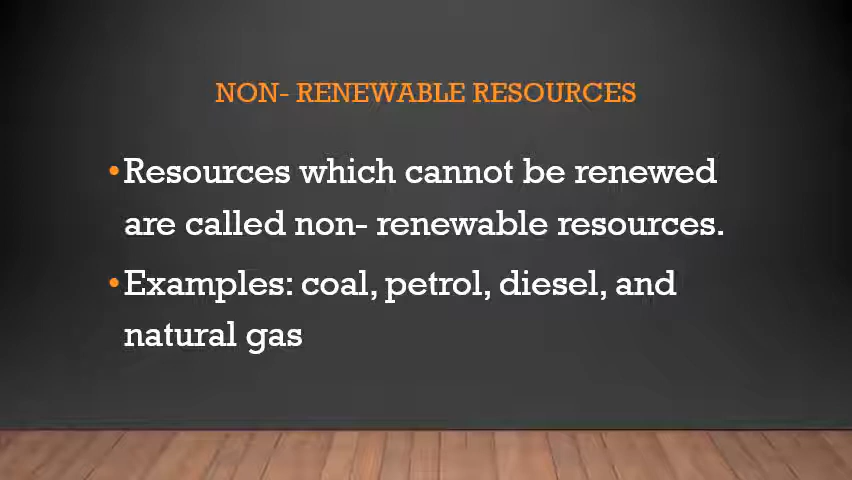 NON- RENEWABLE RESOURCES
•Resources which cannot be renewed
are called non- renewable resources.
•Examples: coal, petrol, diesel, and
natural gas